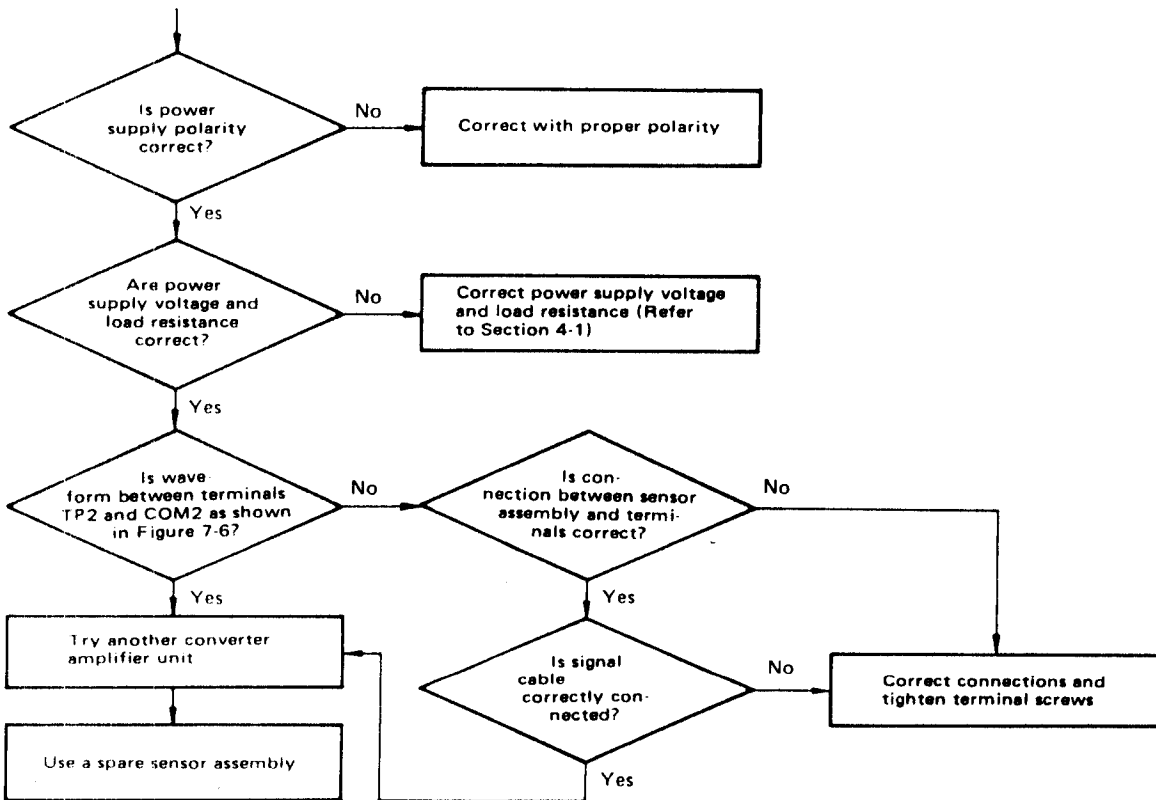 Is power
supply polarity
correct?
No
Correct with proper polarity
Yes
Are power
supply voltage and
load resistance
correct?
No
Correct power supply voltage
and load resistance (Refer
to Section 4-1)
Yes
Is wave
form between terminals
TP2 and COM2 as shown
in Figure 7-6?
No
Is con-
nection between sensor
assembly and termi-
nals correct?
No
Yes
Yes
Try another converter
amplifier unit
Is signal
cable
correctly con-
nected?
No
Correct connections and
tighten terminal screws
Use a spare sensor assembly
Yes